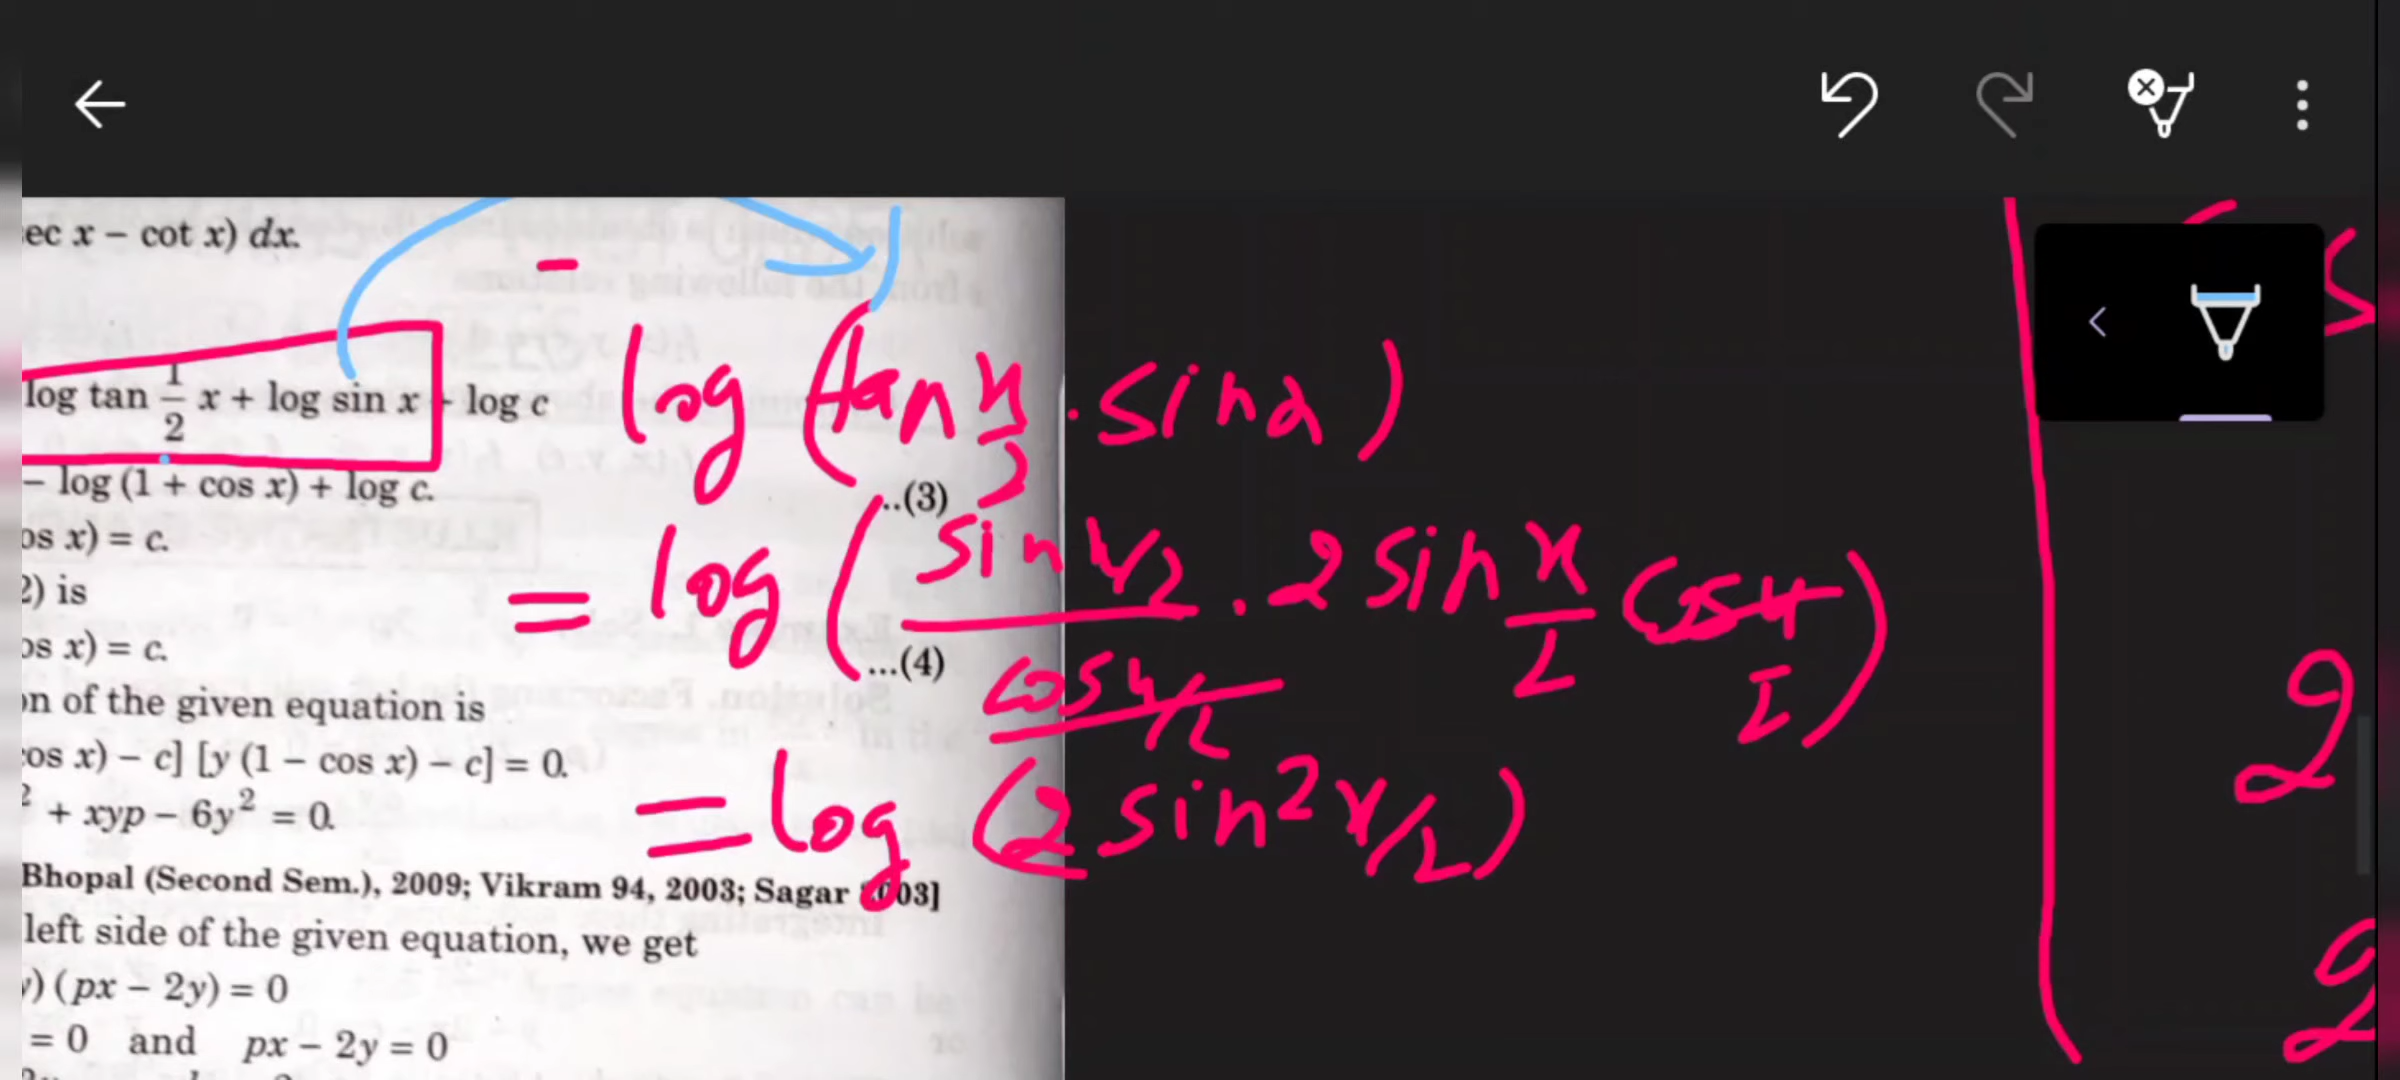 ec x – cot x) dx.
log tan 1/2 x + log sin x + log c
– log (1 + cos x) + log c.
...(3)
os x) = c.
2) is
os x) = c.
...(4)
on of the given equation is
cos x) – c] [y (1 – cos x) – c] = 0.
² + xyp – 6y² = 0.
Bhopal (Second Sem.), 2009; Vikram 94, 2003; Sagar 2003]
left side of the given equation, we get
) (px – 2y) = 0
= 0 and px – 2y = 0
–
log (tan x/2 . sin x)
= log (sin x/2 / cos x/2 . 2 sin x/2 cos x/2)
= log (2 sin² x/2)